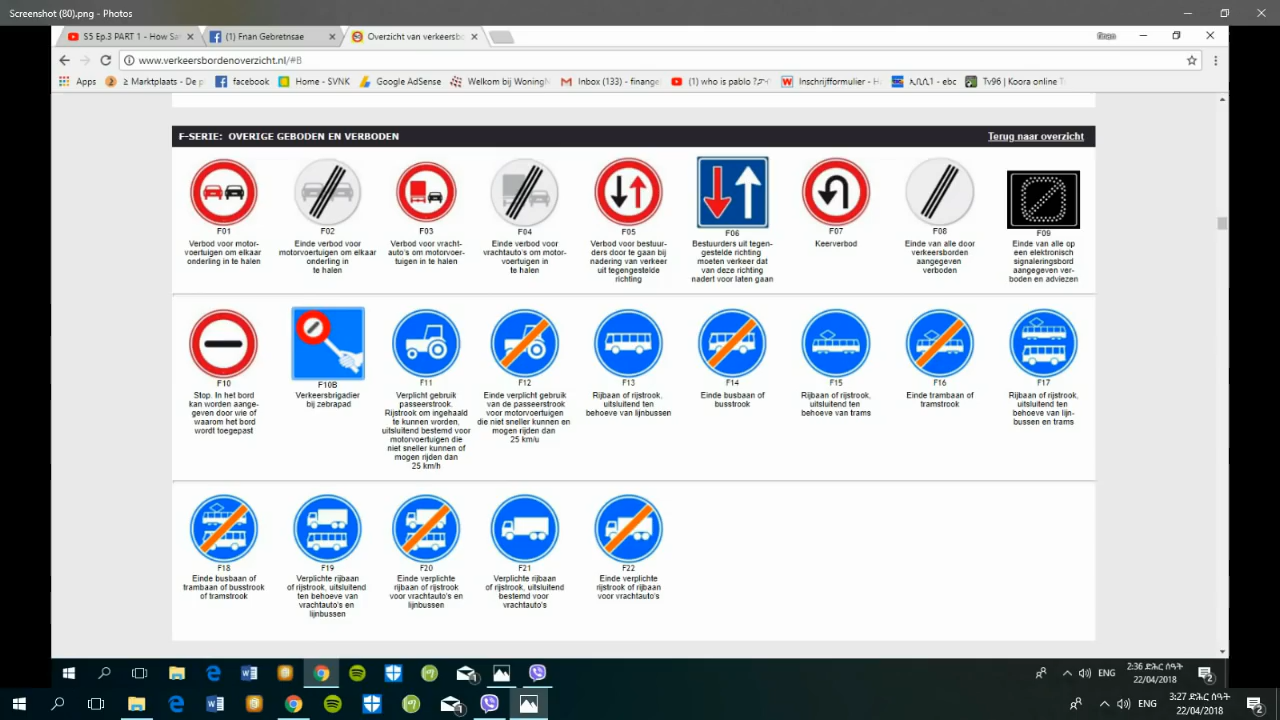 Screenshot (80).png - Photos
S5 Ep.3 PART 1 - How Sa
(1) Fnan Gebretnsae
Overzicht van verkeersbo
www.verkeersbordenoverzicht.nl/#B
Apps
≥ Marktplaats - De p
facebook
Home - SVNK
Google AdSense
Welkom bij WoningN
Inbox (133) - finange
(1) who is pablo ?.?
Inschrijfformulier - H
Tv96 | Koora online T
F-SERIE: OVERIGE GEBODEN EN VERBODEN
Terug naar overzicht
F01
Verbod voor motor-
voertuigen om elkaar
onderling in te halen
F02
Einde verbod voor
motorvoertuigen om elkaar
onderling in
te halen
F03
Verbod voor vracht-
auto's om motorvoer-
tuigen in te halen
F04
Einde verbod voor
vrachtauto's om motor-
voertuigen in
te halen
F05
Verbod voor bestuur-
ders door te gaan bij
nadering van verkeer
uit tegengestelde
richting
F06
Bestuurders uit tegen-
gestelde richting
moeten verkeer dat
van deze richting
nadert voor laten gaan
F07
Keerverbod
F08
Einde van alle door
verkeersborden
aangegeven
verboden
F09
Einde van alle op
een elektronisch
signaleringsbord
aangegeven ver-
boden en adviezen
F10
Stop. In het bord
kan worden aange-
geven door wie of
waarom het bord
wordt toegepast
F10B
Verkeersbrigadier
bij zebrapad
F11
Verplicht gebruik
passeerstrook.
Rijstrook om ingehaald
te kunnen worden,
uitsluitend bestemd voor
motorvoertuigen die
niet sneller kunnen of
mogen rijden dan
25 km/h
F12
Einde verplicht gebruik
van de passeerstrook
voor motorvoertuigen
die niet sneller kunnen en
mogen rijden dan
25 km/u
F13
Rijbaan of rijstrook,
uitsluitend ten
behoeve van lijnbussen
F14
Einde busbaan of
busstrook
F15
Rijbaan of rijstrook,
uitsluitend ten
behoeve van trams
F16
Einde trambaan of
tramstrook
F17
Rijbaan of rijstrook,
uitsluitend ten
behoeve van lijn-
bussen en trams
F18
Einde busbaan of
trambaan of busstrook
of tramstrook
F19
Verplichte rijbaan
of rijstrook, uitsluitend
ten behoeve van
vrachtauto's en
lijnbussen
F20
Einde verplichte
rijbaan of rijstrook
voor vrachtauto's en
lijnbussen
F21
Verplichte rijbaan
of rijstrook, uitsluitend
bestemd voor
vrachtauto's
F22
Einde verplichte
rijstrook of rijbaan
voor vrachtauto's
ENG
2:36 ድሕር ሰዓት
22/04/2018
ENG
3:27 ድሕር ሰዓት
22/04/2018